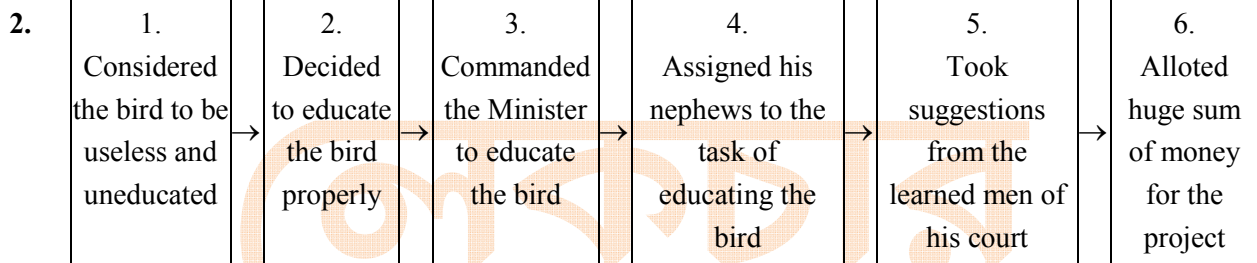 2.
1.
Considered
the bird to be
useless and
uneducated
→
2.
Decided
to educate
the bird
properly
→
3.
Commanded
the Minister
to educate
the bird
→
4.
Assigned his
nephews to the
task of
educating the
bird
→
5.
Took
suggestions
from the
learned men of
his court
→
6.
Alloted
huge sum
of money
for the
project
লেকচার